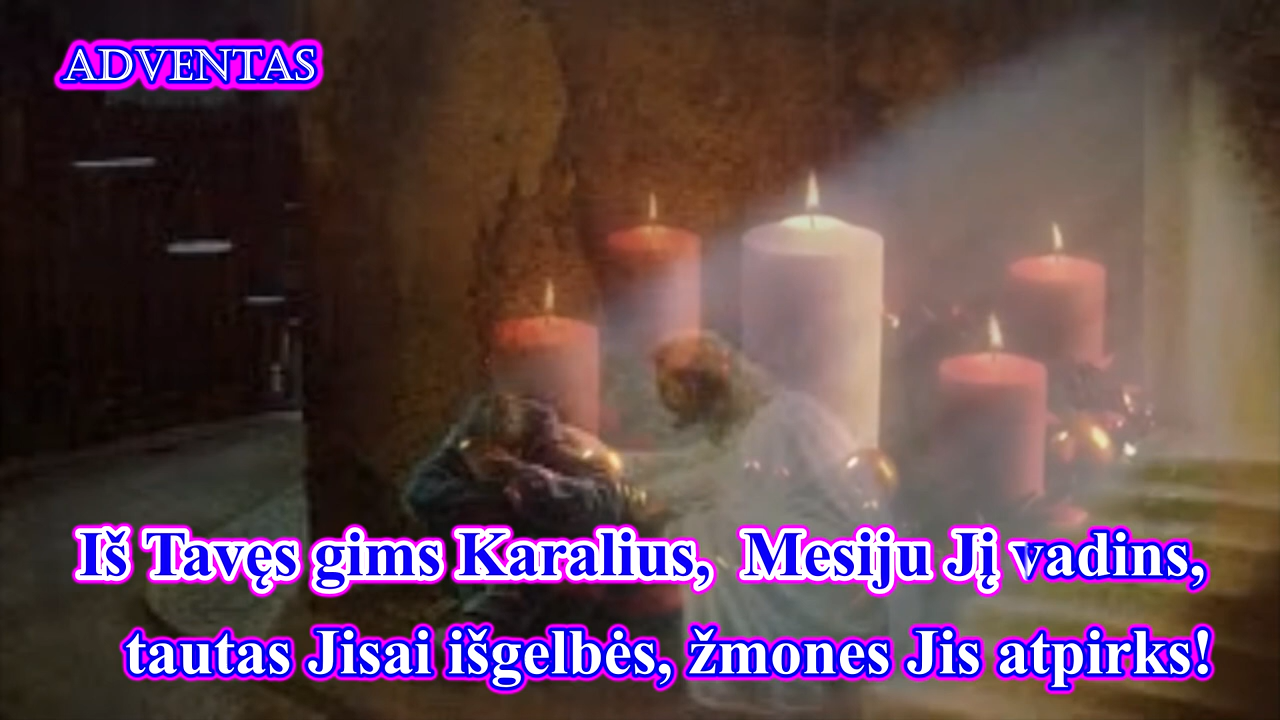 ADVENTAS
Iš Tavęs gims Karalius, Mesiju Jį vadins,
tautas Jisai išgelbės, žmones Jis atpirks!